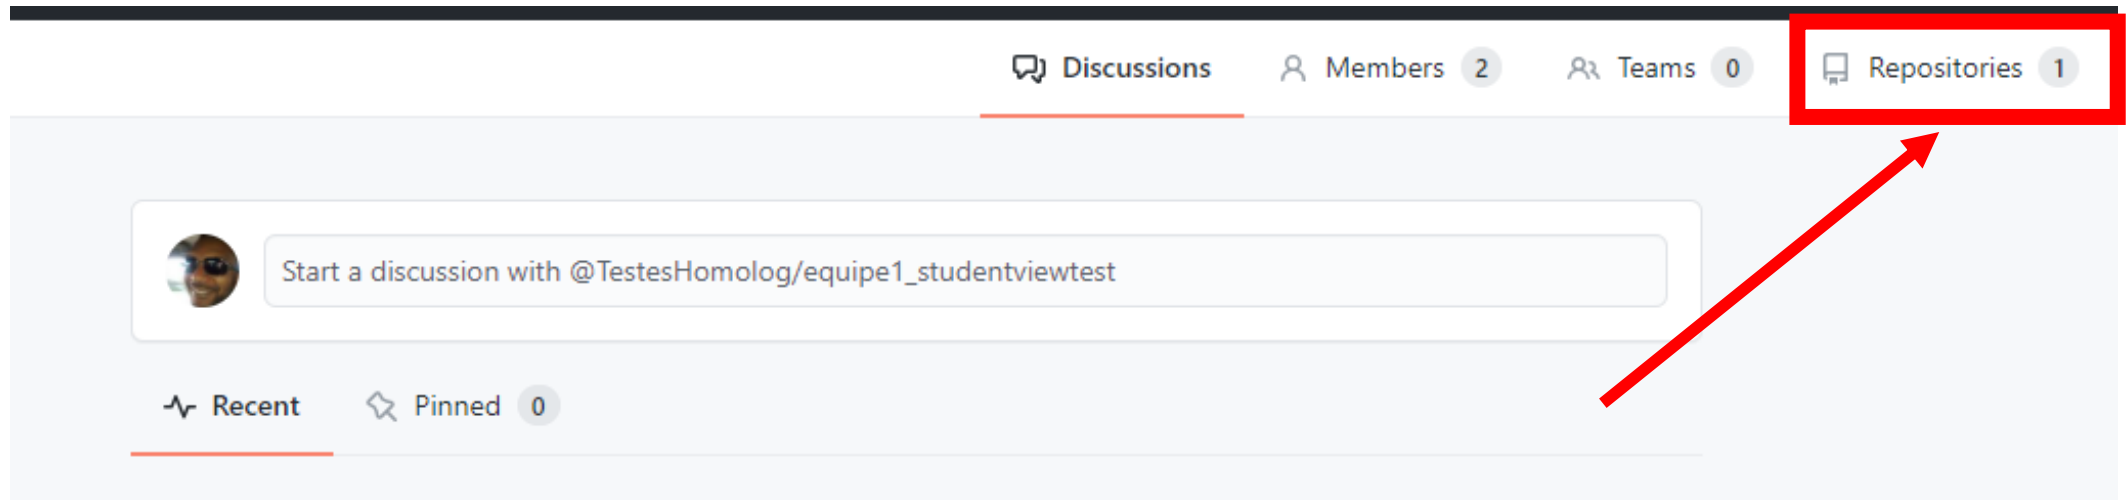 Discussions Members 2 Teams 0 Repositories 1
Start a discussion with @TestesHomolog/equipe1_studentviewtest
Recent Pinned 0